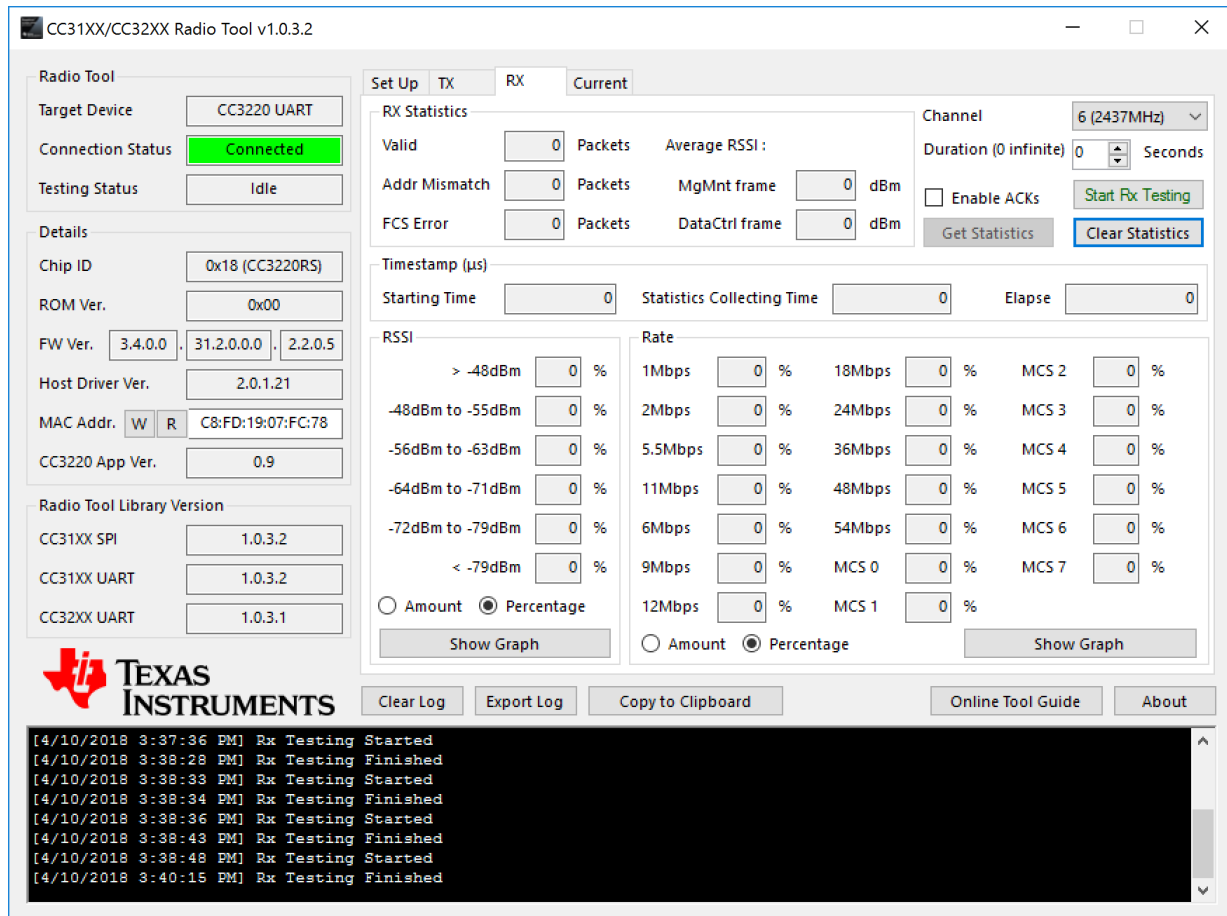 CC31XX/CC32XX Radio Tool v1.0.3.2
Radio Tool
Target Device CC3220 UART
Connection Status Connected
Testing Status Idle
Details
Chip ID 0x18 (CC3220RS)
ROM Ver. 0x00
FW Ver. 3.4.0.0 . 31.2.0.0.0 . 2.2.0.5
Host Driver Ver. 2.0.1.21
MAC Addr. W R C8:FD:19:07:FC:78
CC3220 App Ver. 0.9
Radio Tool Library Version
CC31XX SPI 1.0.3.2
CC31XX UART 1.0.3.2
CC32XX UART 1.0.3.1
TEXAS
INSTRUMENTS
Set Up TX RX Current
RX Statistics
Valid 0 Packets Average RSSI :
Addr Mismatch 0 Packets MgMnt frame 0 dBm
FCS Error 0 Packets DataCtrl frame 0 dBm
Channel 6 (2437MHz)
Duration (0 infinite) 0 Seconds
Enable ACKs Start Rx Testing
Get Statistics Clear Statistics
Timestamp (µs)
Starting Time 0 Statistics Collecting Time 0 Elapse 0
RSSI
> -48dBm 0 %
-48dBm to -55dBm 0 %
-56dBm to -63dBm 0 %
-64dBm to -71dBm 0 %
-72dBm to -79dBm 0 %
< -79dBm 0 %
Amount Percentage
Show Graph
Rate
1Mbps 0 % 18Mbps 0 % MCS 2 0 %
2Mbps 0 % 24Mbps 0 % MCS 3 0 %
5.5Mbps 0 % 36Mbps 0 % MCS 4 0 %
11Mbps 0 % 48Mbps 0 % MCS 5 0 %
6Mbps 0 % 54Mbps 0 % MCS 6 0 %
9Mbps 0 % MCS 0 0 % MCS 7 0 %
12Mbps 0 % MCS 1 0 %
Amount Percentage Show Graph
Clear Log Export Log Copy to Clipboard Online Tool Guide About
[4/10/2018 3:37:36 PM] Rx Testing Started
[4/10/2018 3:38:28 PM] Rx Testing Finished
[4/10/2018 3:38:33 PM] Rx Testing Started
[4/10/2018 3:38:34 PM] Rx Testing Finished
[4/10/2018 3:38:36 PM] Rx Testing Started
[4/10/2018 3:38:43 PM] Rx Testing Finished
[4/10/2018 3:38:48 PM] Rx Testing Started
[4/10/2018 3:40:15 PM] Rx Testing Finished